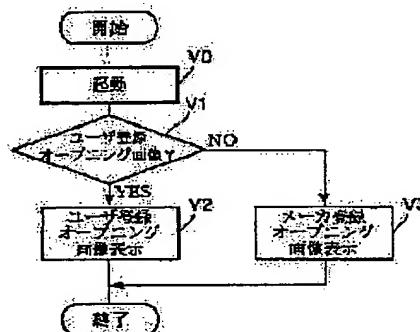 開始
V0
起動
V1
ユーザ登録
オープニング画像?
NO
YES
V2
ユーザ登録
オープニング
画像表示
V3
メーカ登録
オープニング
画像表示
終了